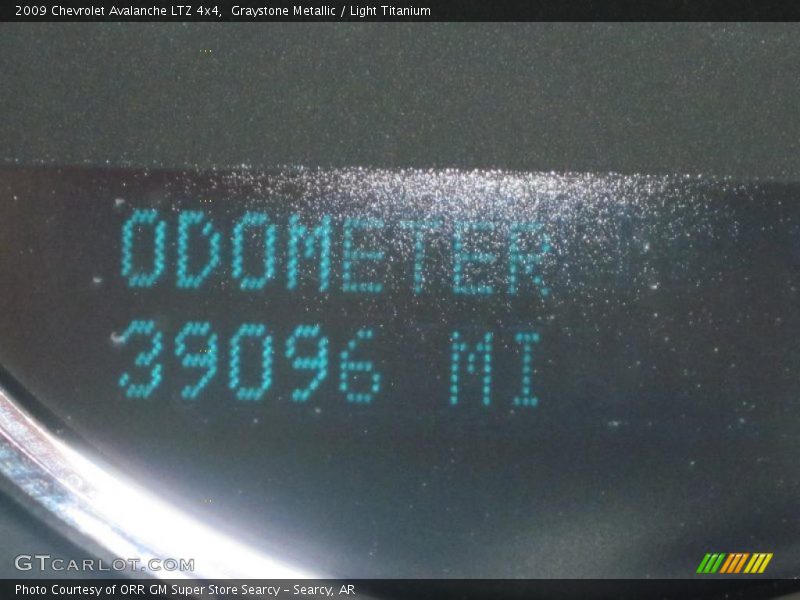 2009 Chevrolet Avalanche LTZ 4x4,  Graystone Metallic / Light Titanium
ODOMETER
39096 MI
GTCARLOT.COM
Photo Courtesy of ORR GM Super Store Searcy – Searcy, AR